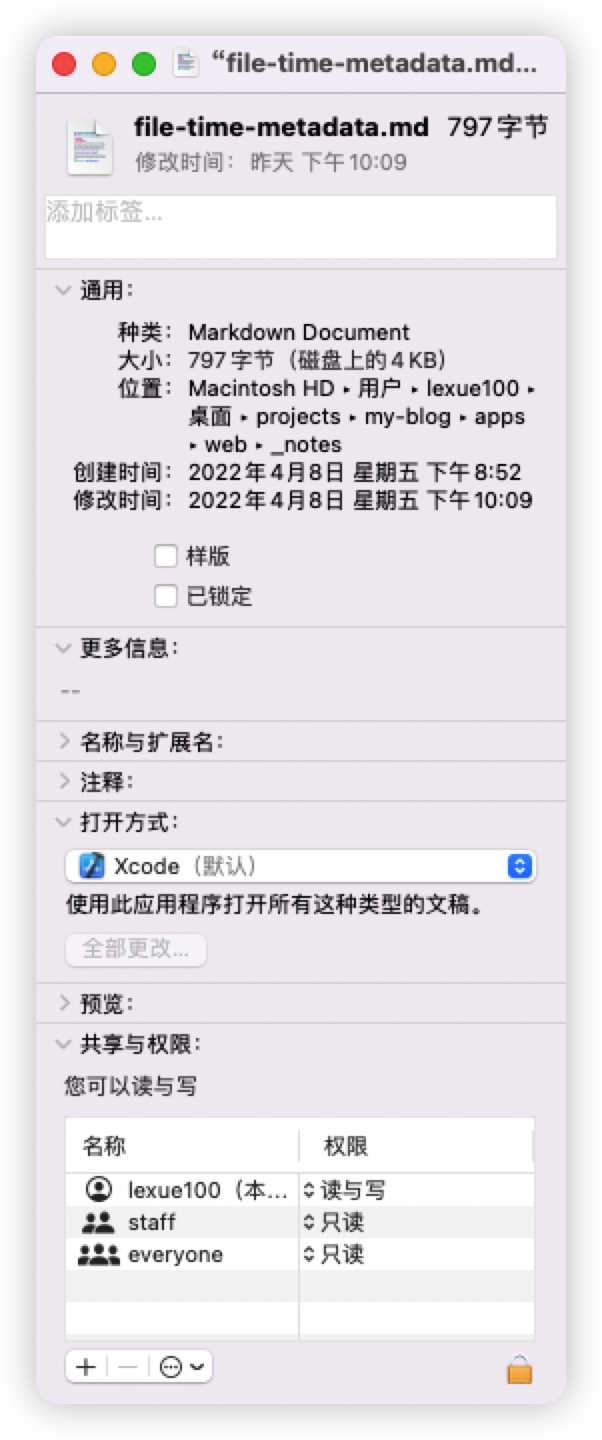 “file-time-metadata.md...
file-time-metadata.md 797 字节
修改时间：昨天 下午 10:09
添加标签...
通用：
种类：Markdown Document
大小：797 字节（磁盘上的 4 KB）
位置：Macintosh HD ▸ 用户 ▸ lexue100 ▸
桌面 ▸ projects ▸ my-blog ▸ apps
▸ web ▸ _notes
创建时间：2022 年 4月8日 星期五 下午 8:52
修改时间：2022 年 4月8日 星期五 下午 10:09
样版
已锁定
更多信息：
--
名称与扩展名：
注释：
打开方式：
Xcode（默认）
使用此应用程序打开所有这种类型的文稿。
全部更改...
预览：
共享与权限：
您可以读与写
名称 权限
lexue100（本... 读与写
staff 只读
everyone 只读